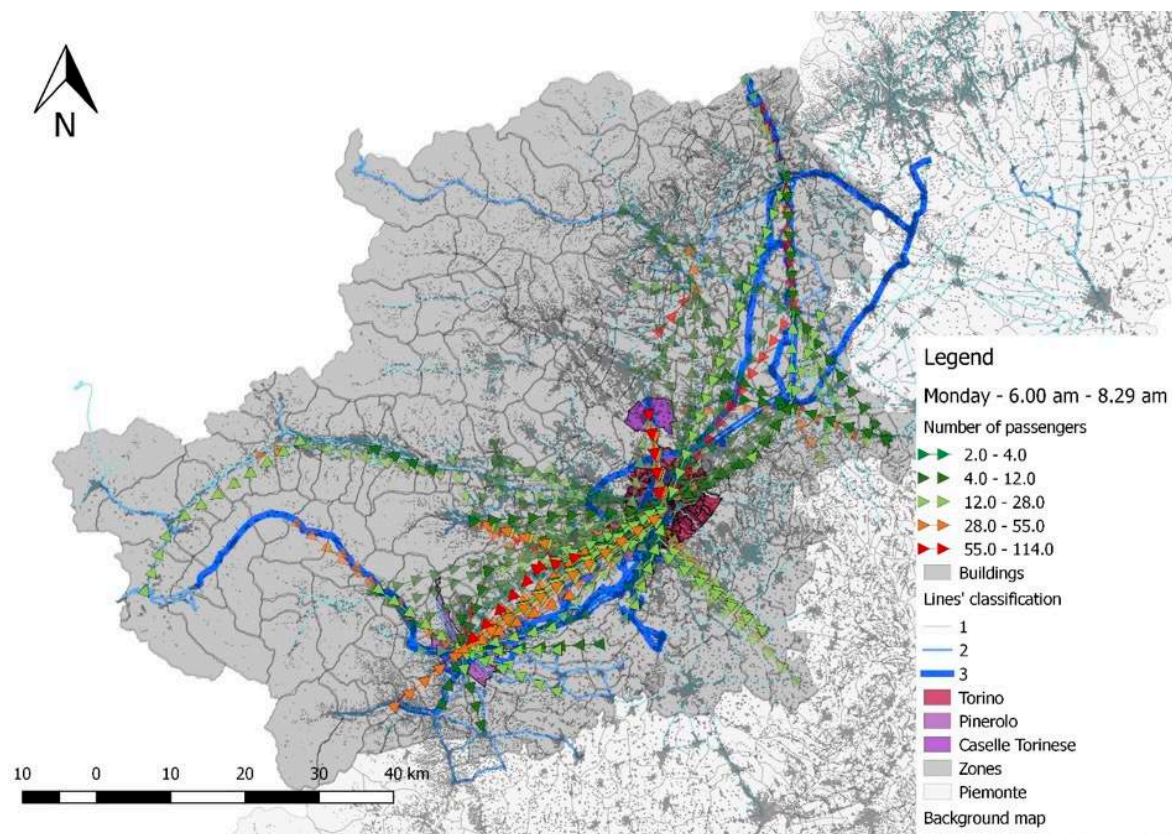 N
Legend
Monday - 6.00 am - 8.29 am
Number of passengers
2.0 - 4.0
4.0 - 12.0
12.0 - 28.0
28.0 - 55.0
55.0 - 114.0
Buildings
Lines' classification
1
2
3
Torino
Pinerolo
Caselle Torinese
Zones
Piemonte
Background map
10 0 10 20 30 40 km